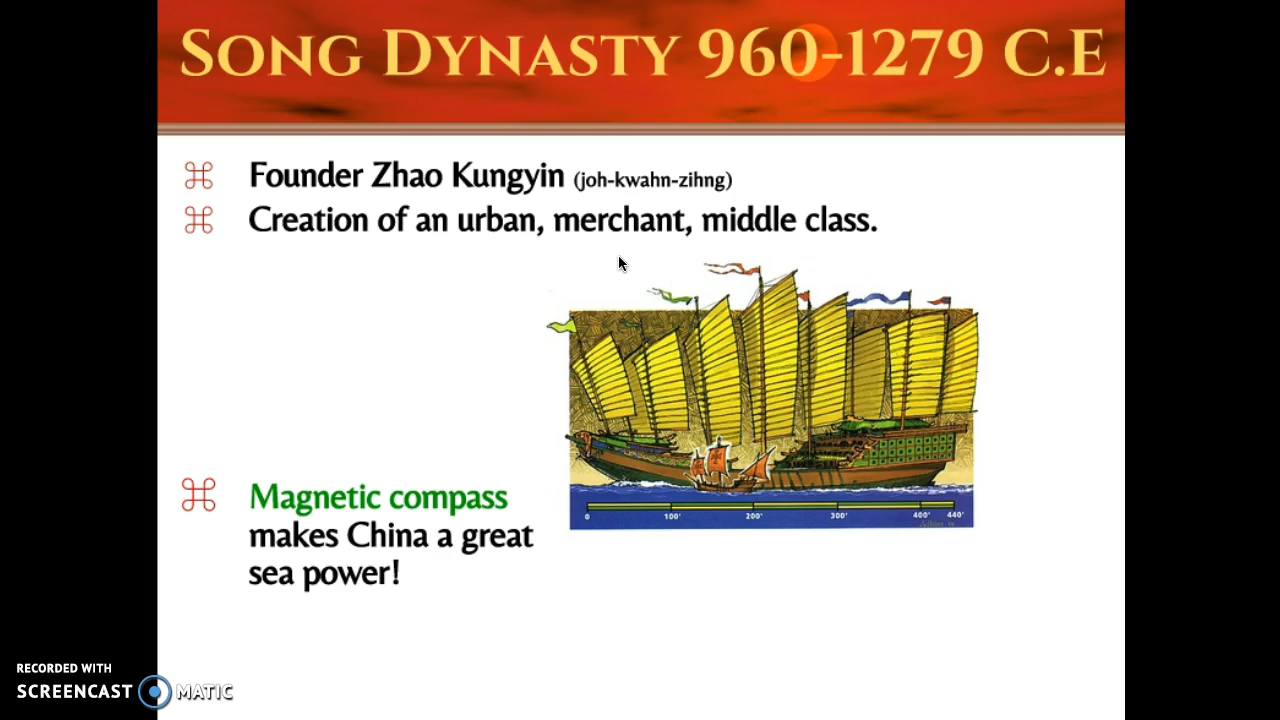 SONG DYNASTY 960-1279 C.E
Founder Zhao Kungyin (joh-kwahn-zihng)
Creation of an urban, merchant, middle class.
0 100' 200' 300' 400' 440'
Magnetic compass
makes China a great
sea power!
RECORDED WITH
SCREENCAST MATIC